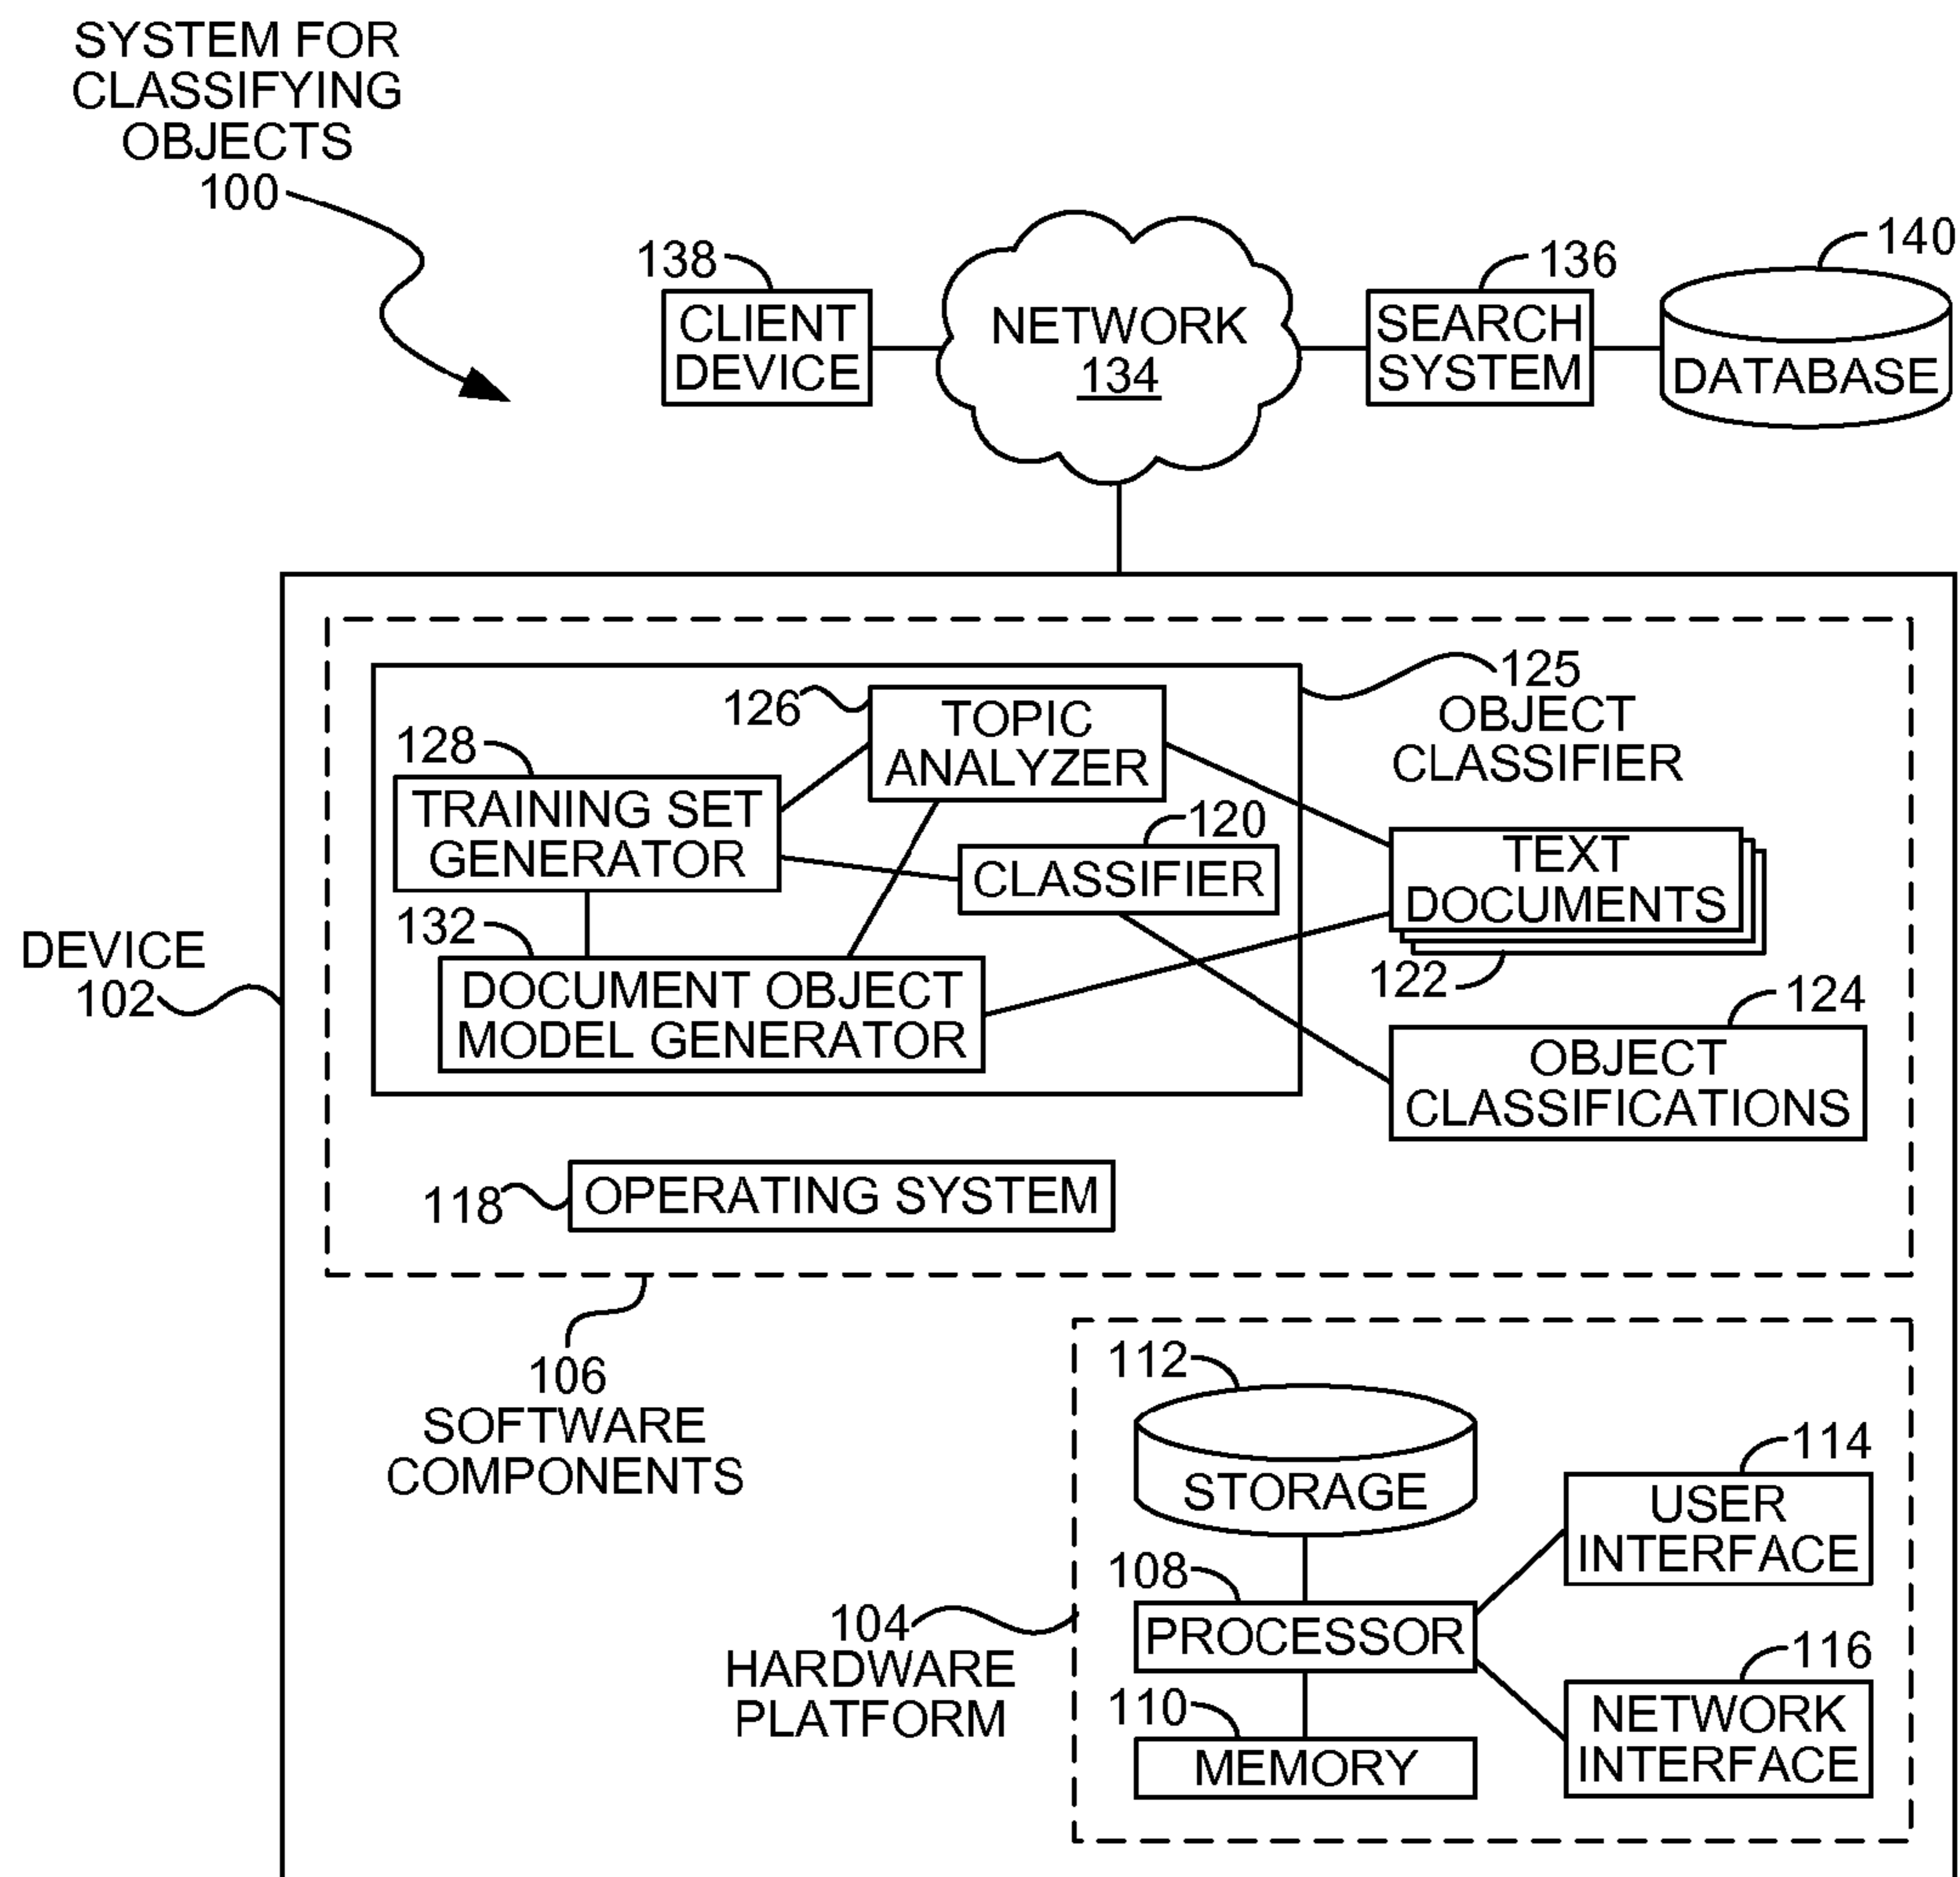 SYSTEM FOR
CLASSIFYING
OBJECTS
100
138
CLIENT
DEVICE
NETWORK
134
136
SEARCH
SYSTEM
140
DATABASE
125
OBJECT
CLASSIFIER
126
TOPIC
ANALYZER
128
TRAINING SET
GENERATOR
120
CLASSIFIER
TEXT
DOCUMENTS
122
132
DOCUMENT OBJECT
MODEL GENERATOR
DEVICE
102
124
OBJECT
CLASSIFICATIONS
118
OPERATING SYSTEM
106
SOFTWARE
COMPONENTS
112
STORAGE
114
USER
INTERFACE
108
PROCESSOR
104
HARDWARE
PLATFORM
116
NETWORK
INTERFACE
110
MEMORY